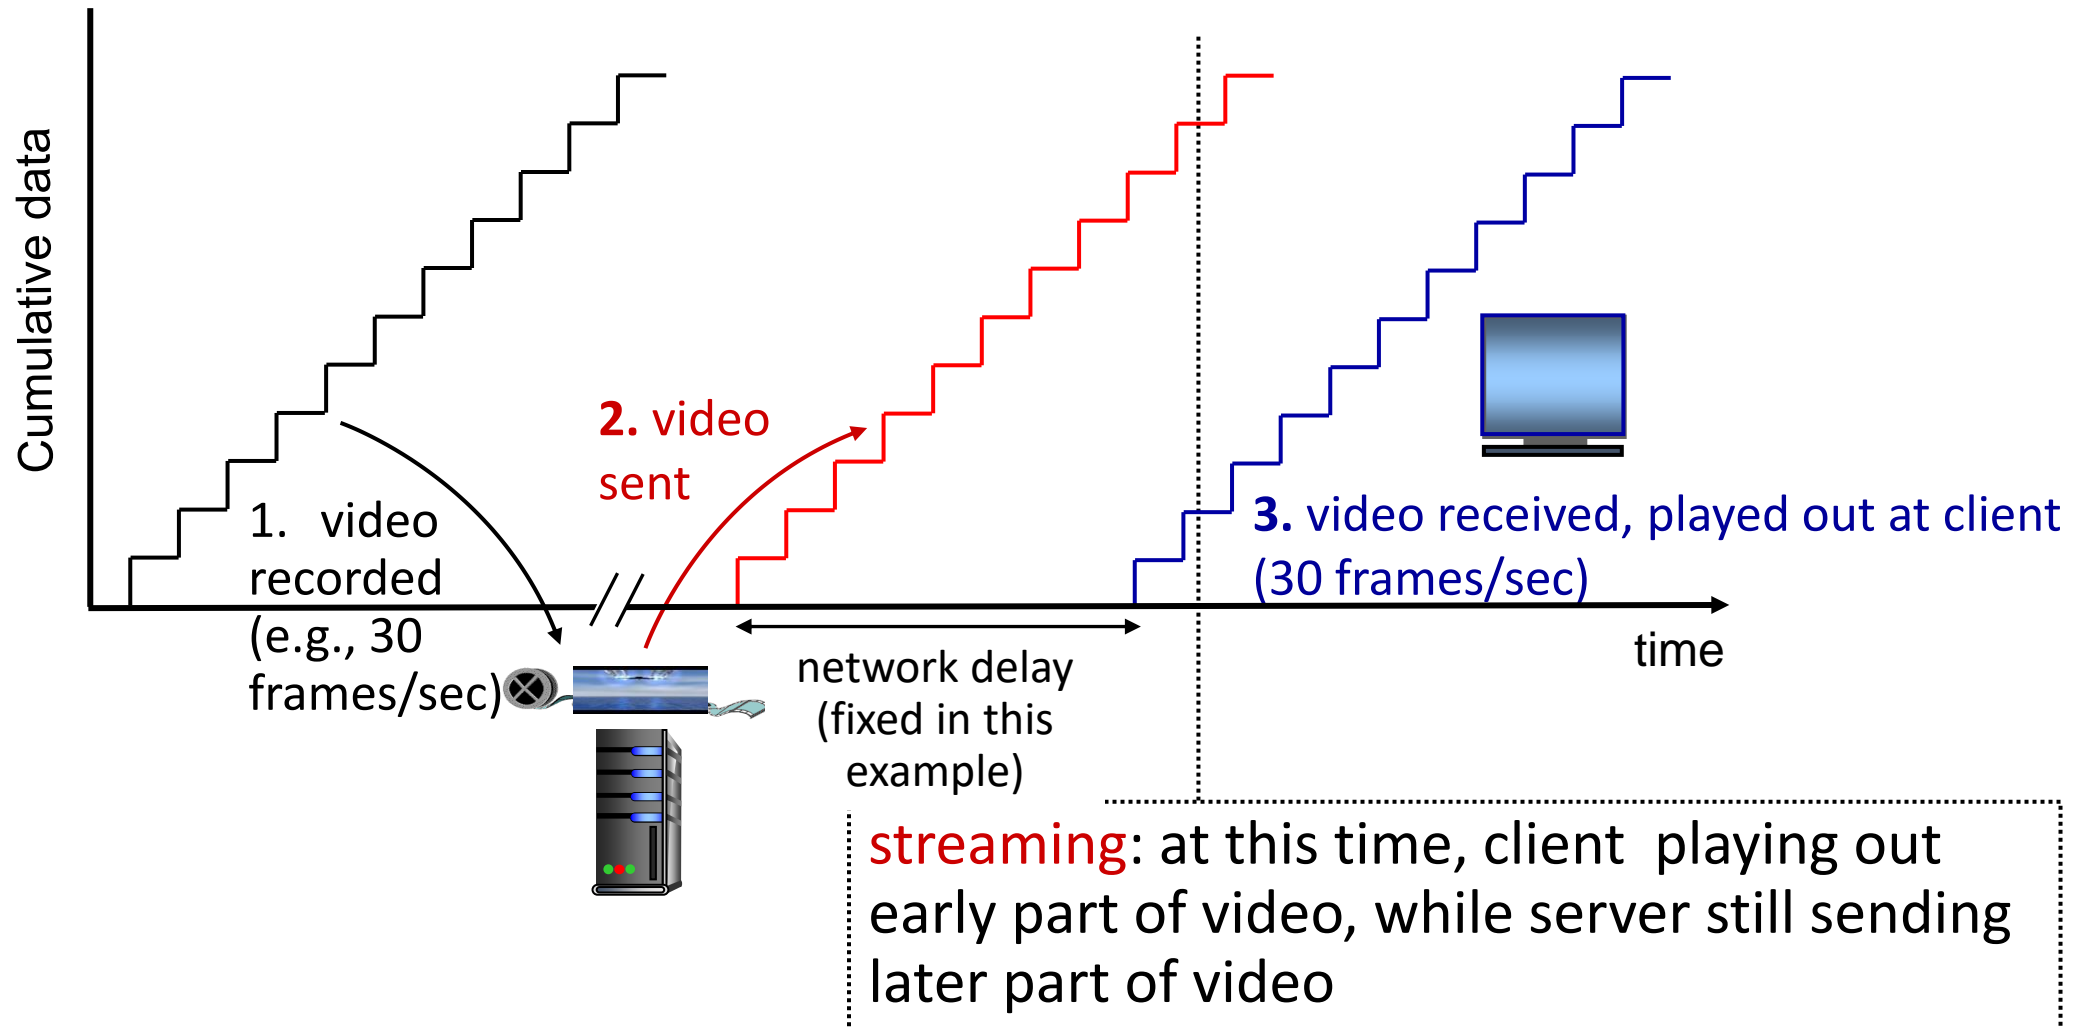 Cumulative data
1. video
recorded
(e.g., 30
frames/sec)
2. video
sent
3. video received, played out at client
(30 frames/sec)
time
network delay
(fixed in this
example)
streaming: at this time, client playing out
early part of video, while server still sending
later part of video